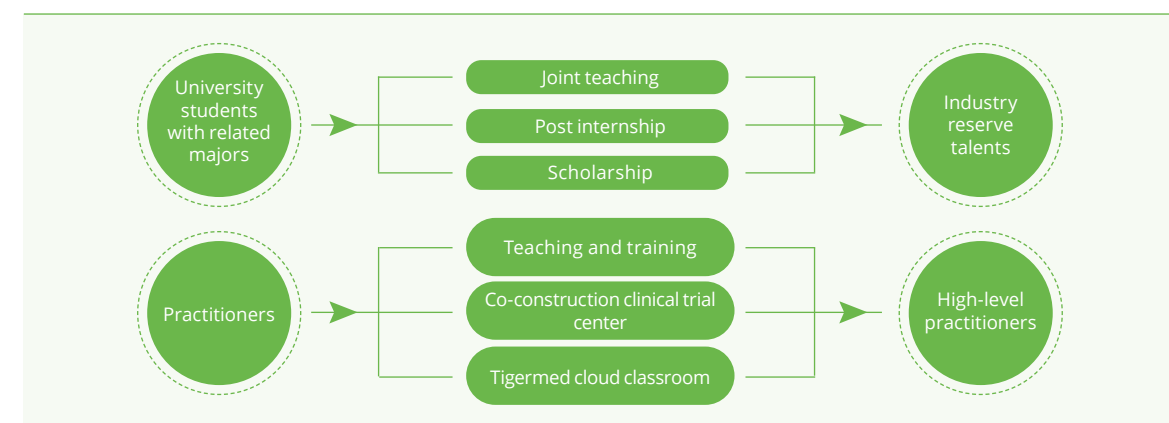 University
students
with related
majors
Joint teaching
Post internship
Scholarship
Industry
reserve
talents
Practitioners
Teaching and training
Co-construction clinical trial
center
Tigermed cloud classroom
High-level
practitioners